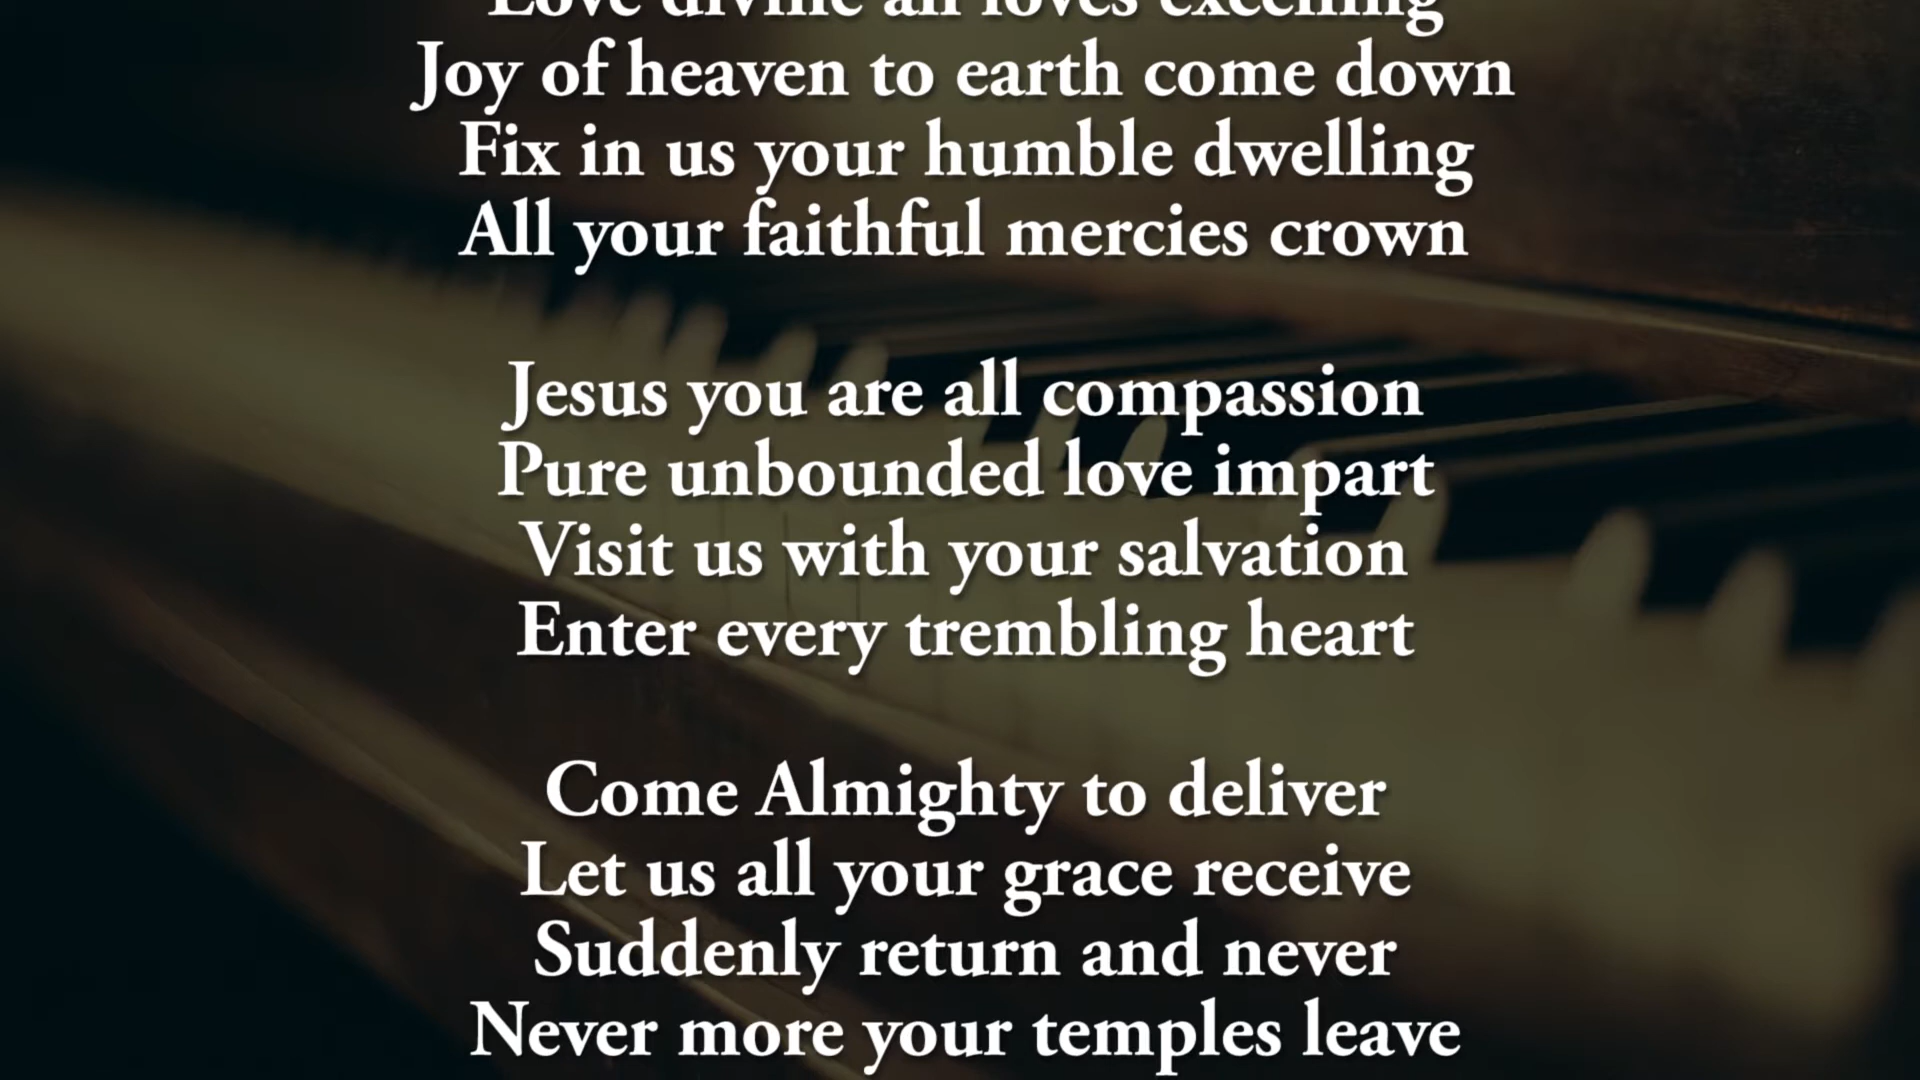 Love divine all loves excelling
Joy of heaven to earth come down
Fix in us your humble dwelling
All your faithful mercies crown
Jesus you are all compassion
Pure unbounded love impart
Visit us with your salvation
Enter every trembling heart
Come Almighty to deliver
Let us all your grace receive
Suddenly return and never
Never more your temples leave